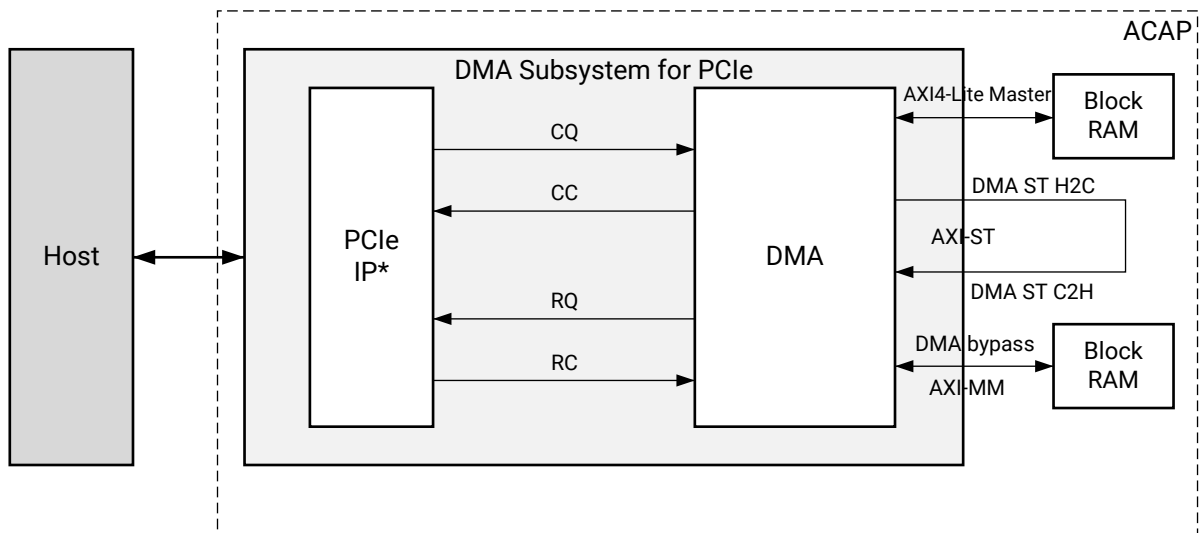 ACAP
DMA Subsystem for PCIe
AXI4-Lite Master
Block
RAM
CQ
CC
DMA ST H2C
Host
PCIe
IP*
DMA
AXI-ST
DMA ST C2H
RQ
RC
DMA bypass
AXI-MM
Block
RAM